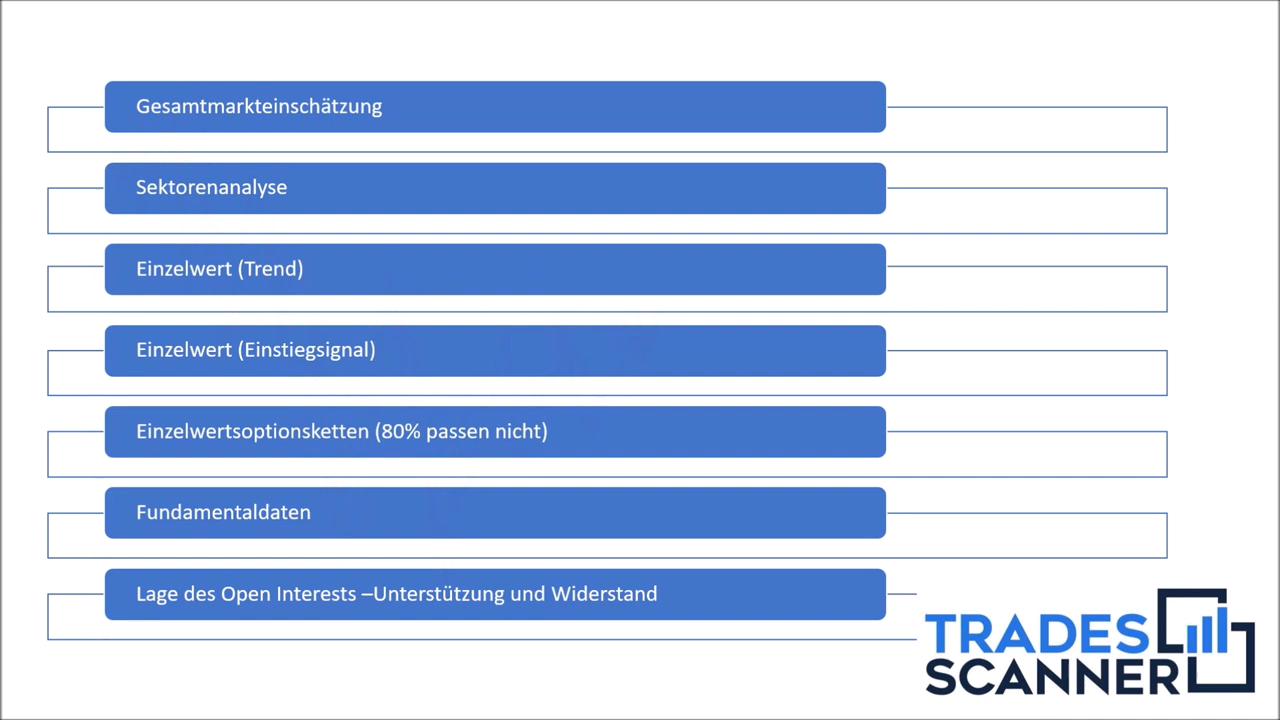 Gesamtmarkteinschätzung
Sektorenanalyse
Einzelwert (Trend)
Einzelwert (Einstiegsignal)
Einzelwertsoptionsketten (80% passen nicht)
Fundamentaldaten
Lage des Open Interests –Unterstützung und Widerstand
TRADES
SCANNER